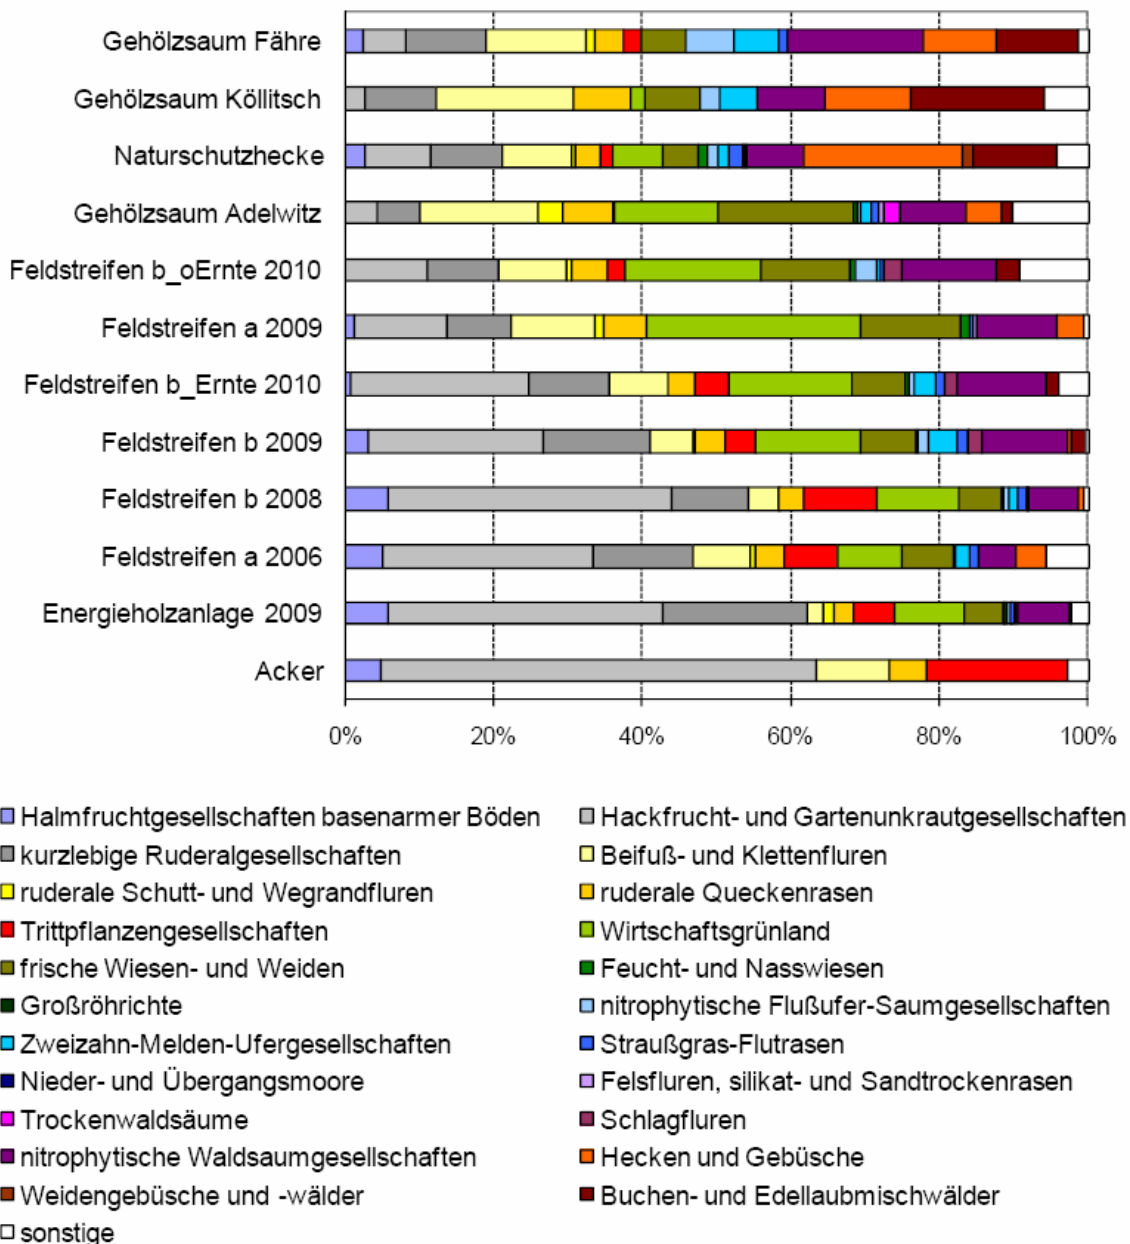 Gehölzsaum Fähre
Gehölzsaum Köllitsch
Naturschutzhecke
Gehölzsaum Adelwitz
Feldstreifen b_oErnte 2010
Feldstreifen a 2009
Feldstreifen b_Ernte 2010
Feldstreifen b 2009
Feldstreifen b 2008
Feldstreifen a 2006
Energieholzanlage 2009
Acker
0% 20% 40% 60% 80% 100%
Halmfruchtgesellschaften basenarmer Böden Hackfrucht- und Gartenunkrautgesellschaften
kurzlebige Ruderalgesellschaften Beifuß- und Klettenfluren
ruderale Schutt- und Wegrandfluren ruderale Queckenrasen
Trittpflanzengesellschaften Wirtschaftsgrünland
frische Wiesen- und Weiden Feucht- und Nasswiesen
Großröhrichte nitrophytische Flußufer-Saumgesellschaften
Zweizahn-Melden-Ufergesellschaften Straußgras-Flutrasen
Nieder- und Übergangsmoore Felsfluren, silikat- und Sandtrockenrasen
Trockenwaldsäume Schlagfluren
nitrophytische Waldsaumgesellschaften Hecken und Gebüsche
Weidengebüsche und -wälder Buchen- und Edellaubmischwälder
sonstige